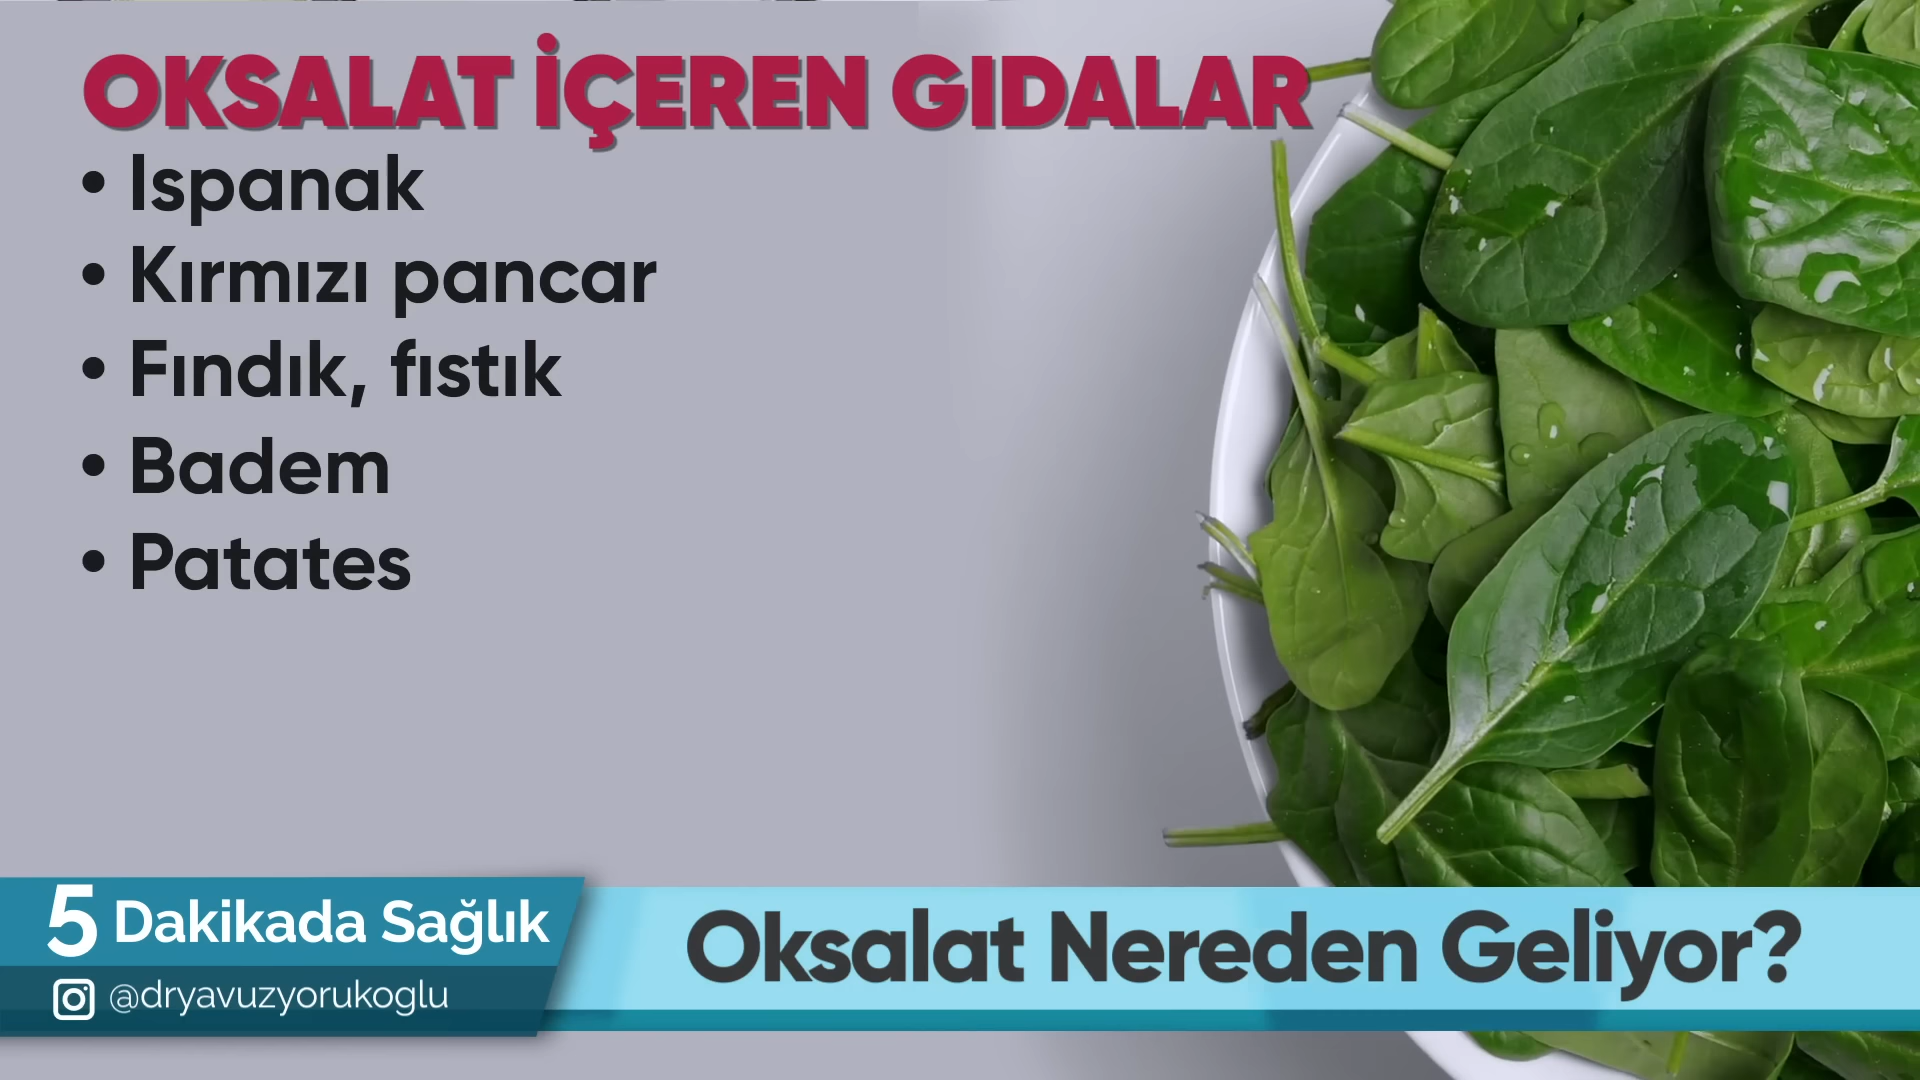 OKSALAT İÇEREN GIDALAR
• Ispanak
• Kırmızı pancar
• Fındık, fıstık
• Badem
• Patates
5 Dakikada Sağlık
@dryavuzyorukoglu
Oksalat Nereden Geliyor?